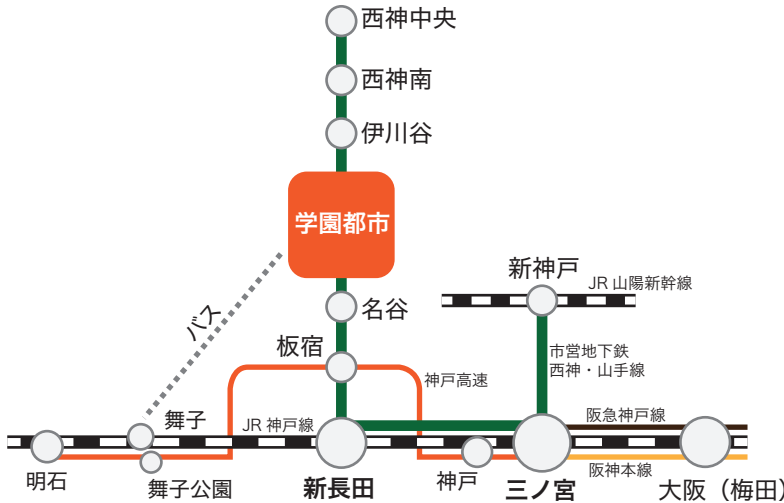 西神中央
西神南
伊川谷
学園都市
新神戸
JR 山陽新幹線
名谷
バス
板宿
市営地下鉄
西神・山手線
神戸高速
舞子
JR 神戸線
阪急神戸線
明石
舞子公園
新長田
神戸
三ノ宮
阪神本線
大阪（梅田）